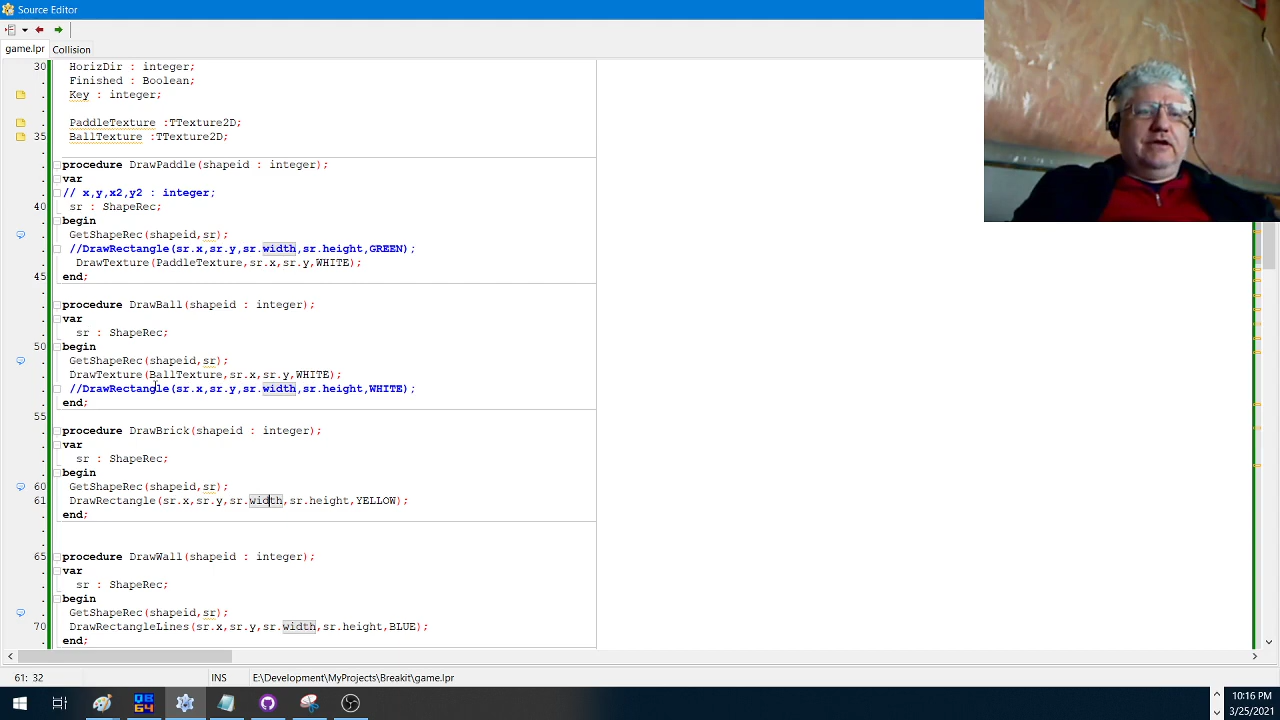 Source Editor
game.lpr Collision
30 HorizDir : integer;
. Finished : Boolean;
. Key : integer;
.
. PaddleTexture :TTexture2D;
35 BallTexture :TTexture2D;
.
. procedure DrawPaddle(shapeid : integer);
. var
. // x,y,x2,y2 : integer;
40 sr : ShapeRec;
. begin
. GetShapeRec(shapeid,sr);
. //DrawRectangle(sr.x,sr.y,sr.width,sr.height,GREEN);
. DrawTexture(PaddleTexture,sr.x,sr.y,WHITE);
45 end;
.
. procedure DrawBall(shapeid : integer);
. var
. sr : ShapeRec;
50 begin
. GetShapeRec(shapeid,sr);
. DrawTexture(BallTexture,sr.x,sr.y,WHITE);
. //DrawRectangle(sr.x,sr.y,sr.width,sr.height,WHITE);
. end;
55
. procedure DrawBrick(shapeid : integer);
. var
. sr : ShapeRec;
. begin
60 GetShapeRec(shapeid,sr);
61 DrawRectangle(sr.x,sr.y,sr.width,sr.height,YELLOW);
. end;
.
.
65 procedure DrawWall(shapeid : integer);
. var
. sr : ShapeRec;
. begin
. GetShapeRec(shapeid,sr);
70 DrawRectangleLines(sr.x,sr.y,sr.width,sr.height,BLUE);
. end;
61: 32 INS E:\Development\MyProjects\Breakit\game.lpr
QB
64
10:16 PM
3/25/2021